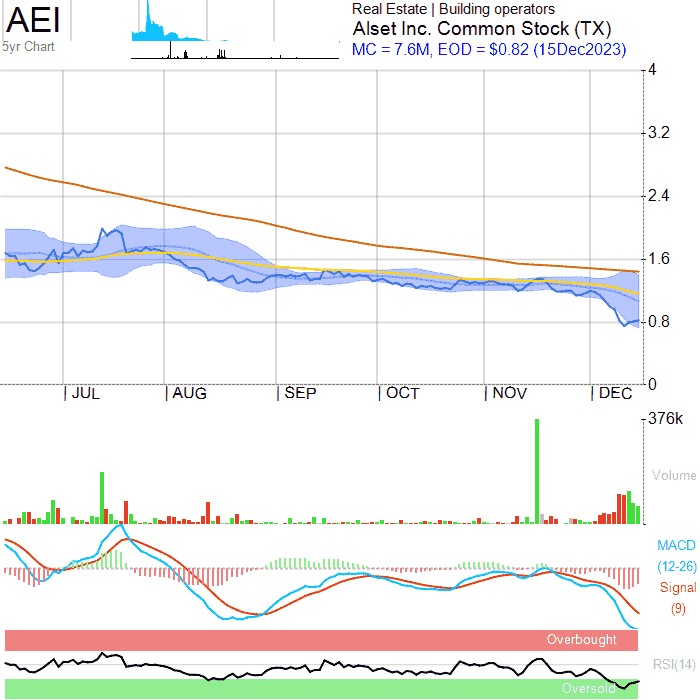 AEI
5yr Chart
Real Estate | Building operators
Alset Inc. Common Stock (TX)
MC = 7.6M, EOD = $0.82 (15Dec2023)
4
3.2
2.4
1.6
0.8
0
JUL AUG SEP OCT NOV DEC
376k
Volume
MACD
(12-26)
Signal
(9)
Overbought
RSI(14)
Oversold